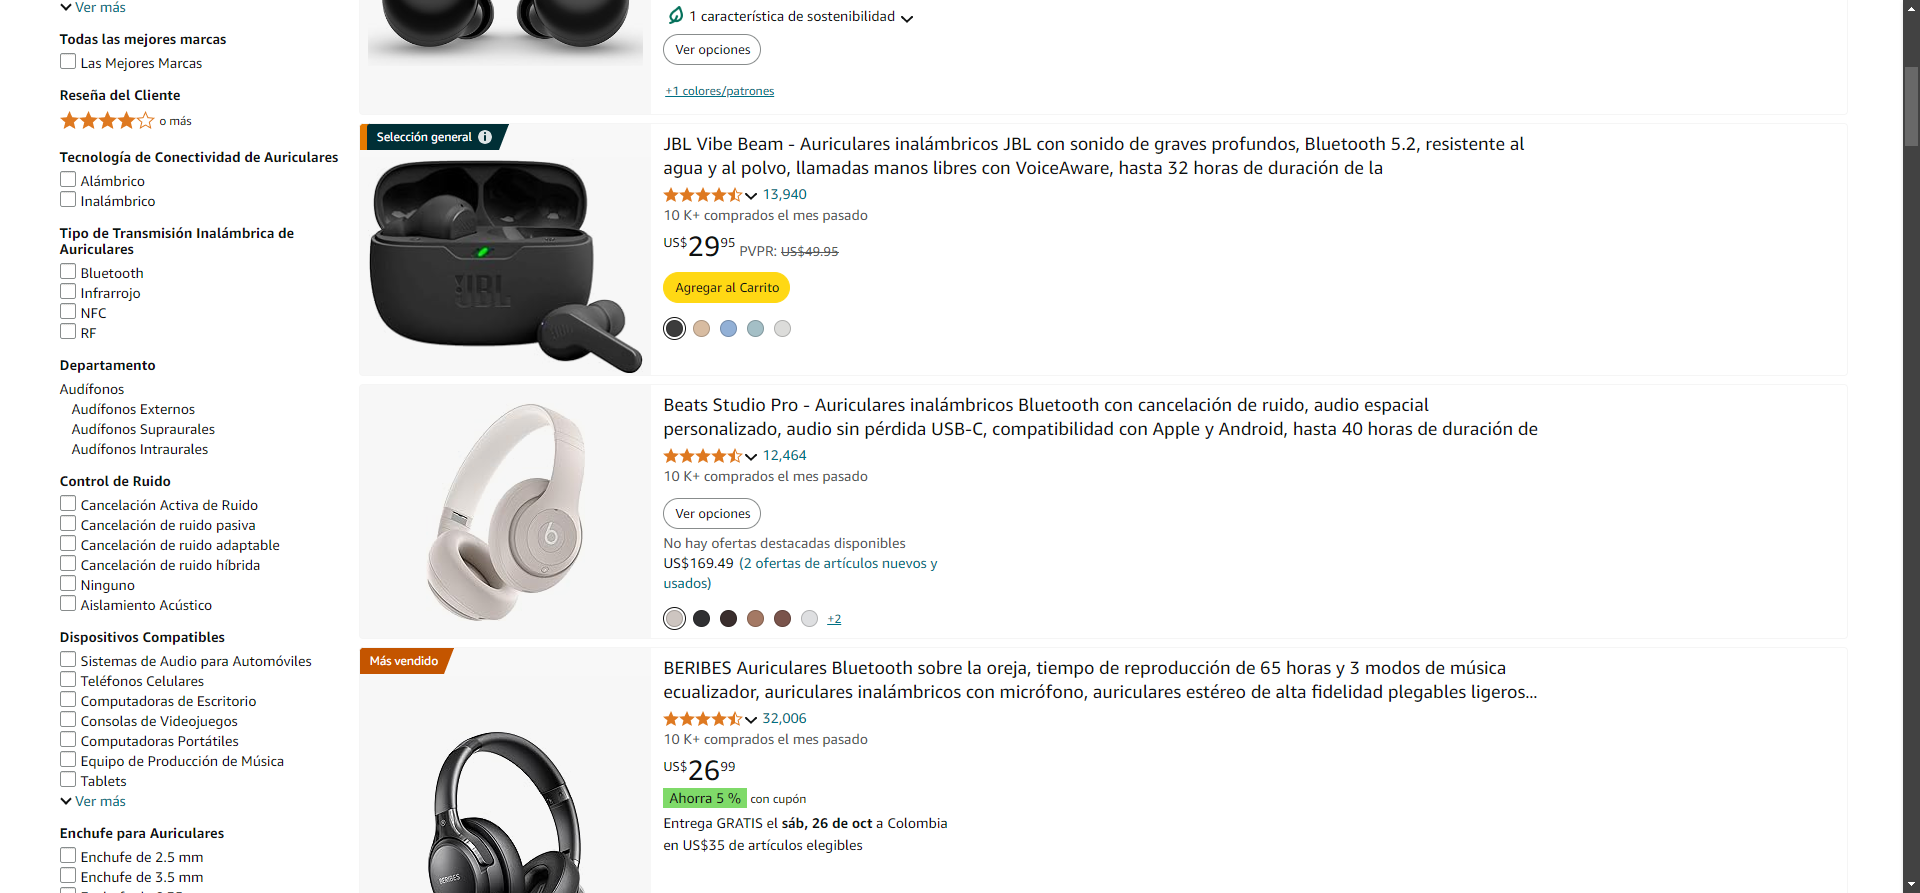 Ver más
Todas las mejores marcas
Las Mejores Marcas
Reseña del Cliente
o más
Tecnología de Conectividad de Auriculares
Alámbrico
Inalámbrico
Tipo de Transmisión Inalámbrica de
Auriculares
Bluetooth
Infrarrojo
NFC
RF
Departamento
Audífonos
Audífonos Externos
Audífonos Supraurales
Audífonos Intraurales
Control de Ruido
Cancelación Activa de Ruido
Cancelación de ruido pasiva
Cancelación de ruido adaptable
Cancelación de ruido híbrida
Ninguno
Aislamiento Acústico
Dispositivos Compatibles
Sistemas de Audio para Automóviles
Teléfonos Celulares
Computadoras de Escritorio
Consolas de Videojuegos
Computadoras Portátiles
Equipo de Producción de Música
Tablets
Ver más
Enchufe para Auriculares
Enchufe de 2.5 mm
Enchufe de 3.5 mm
1 característica de sostenibilidad
Ver opciones
+1 colores/patrones
Selección general
JBL
JBL Vibe Beam - Auriculares inalámbricos JBL con sonido de graves profundos, Bluetooth 5.2, resistente al
agua y al polvo, llamadas manos libres con VoiceAware, hasta 32 horas de duración de la
13,940
10 K+ comprados el mes pasado
US$2995 PVPR: US$49.95
Agregar al Carrito
Beats Studio Pro - Auriculares inalámbricos Bluetooth con cancelación de ruido, audio espacial
personalizado, audio sin pérdida USB-C, compatibilidad con Apple y Android, hasta 40 horas de duración de
12,464
10 K+ comprados el mes pasado
Ver opciones
No hay ofertas destacadas disponibles
US$169.49 (2 ofertas de artículos nuevos y
usados)
+2
Más vendido
BERIBES
BERIBES Auriculares Bluetooth sobre la oreja, tiempo de reproducción de 65 horas y 3 modos de música
ecualizador, auriculares inalámbricos con micrófono, auriculares estéreo de alta fidelidad plegables ligeros...
32,006
10 K+ comprados el mes pasado
US$2699
Ahorra 5 % con cupón
Entrega GRATIS el sáb, 26 de oct a Colombia
en US$35 de artículos elegibles